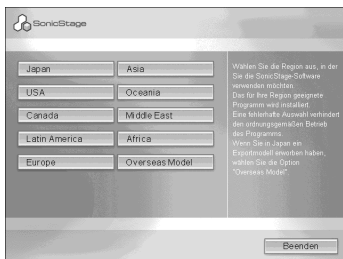 SonicStage
Japan
Asia
USA
Oceania
Canada
Middle East
Latin America
Africa
Europe
Overseas Model
Wählen Sie die Region aus, in der
Sie die SonicStage-Software
verwenden möchten.
Das für Ihre Region geeignete
Programm wird installiert.
Eine fehlerhafte Auswahl verhindert
den ordnungsgemäßen Betrieb
des Programms.
Wenn Sie in Japan ein
Exportmodell erworben haben,
wählen Sie die Option
"Overseas Model".
Beenden